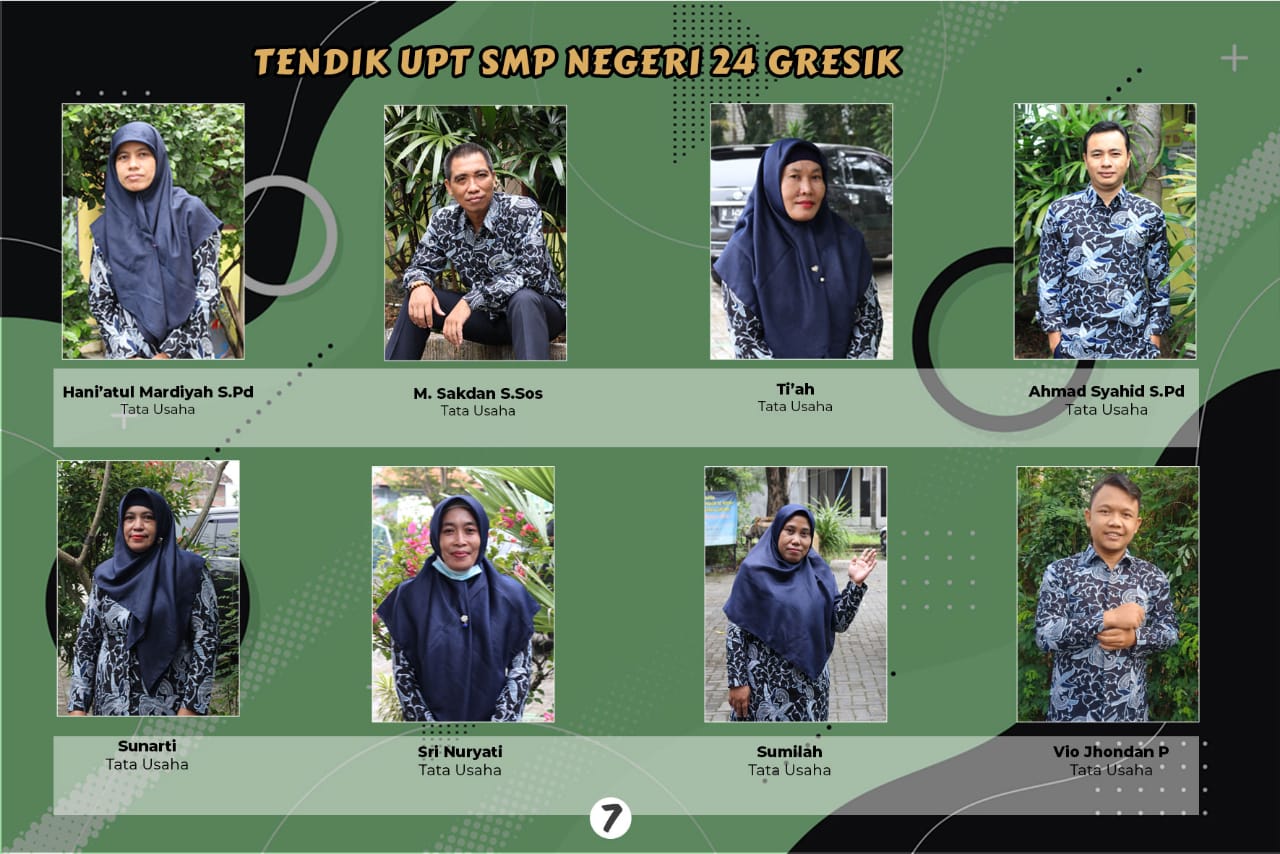 TENDIK UPT SMP NEGERI 24 GRESIK
Hani'atul Mardiyah S.Pd
Tata Usaha
M. Sakdan S.Sos
Tata Usaha
Ti'ah
Tata Usaha
Ahmad Syahid S.Pd
Tata Usaha
Sunarti
Tata Usaha
Sri Nuryati
Tata Usaha
Sumilah
Tata Usaha
Vio Jhondan P
Tata Usaha
7